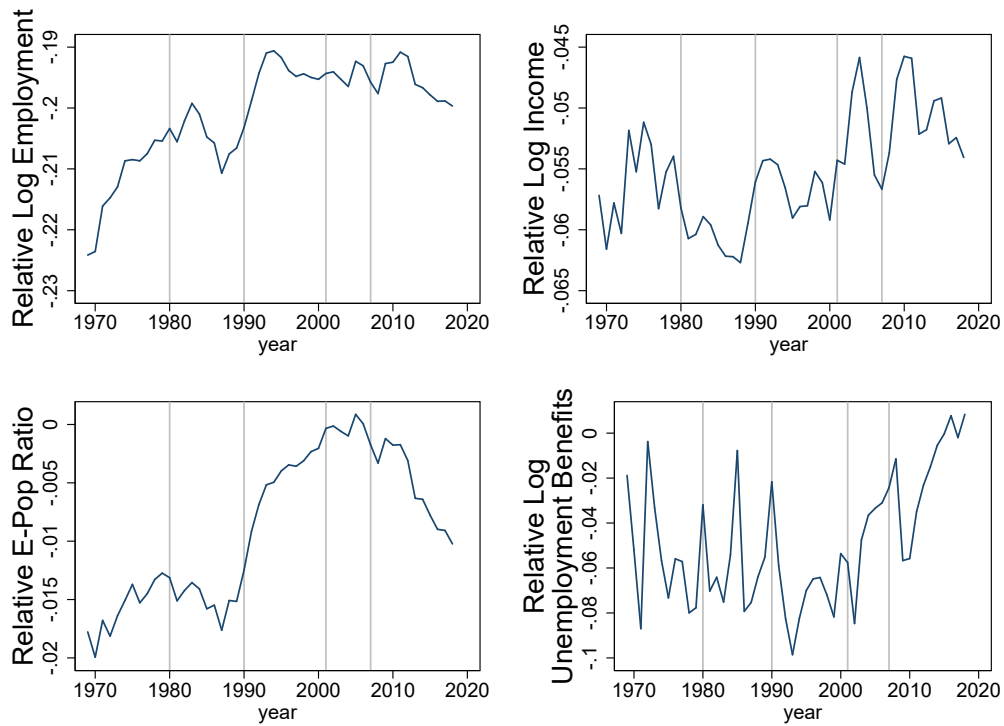 Relative Log Employment
-.19
-.2
-.21
-.22
-.23
1970 1980 1990 2000 2010 2020
year
Relative Log Income
-.045
-.05
-.055
-.06
-.065
1970 1980 1990 2000 2010 2020
year
Relative E-Pop Ratio
0
-.005
-.01
-.015
-.02
1970 1980 1990 2000 2010 2020
year
Relative Log
Unemployment Benefits
0
-.02
-.04
-.06
-.08
-.1
1970 1980 1990 2000 2010 2020
year